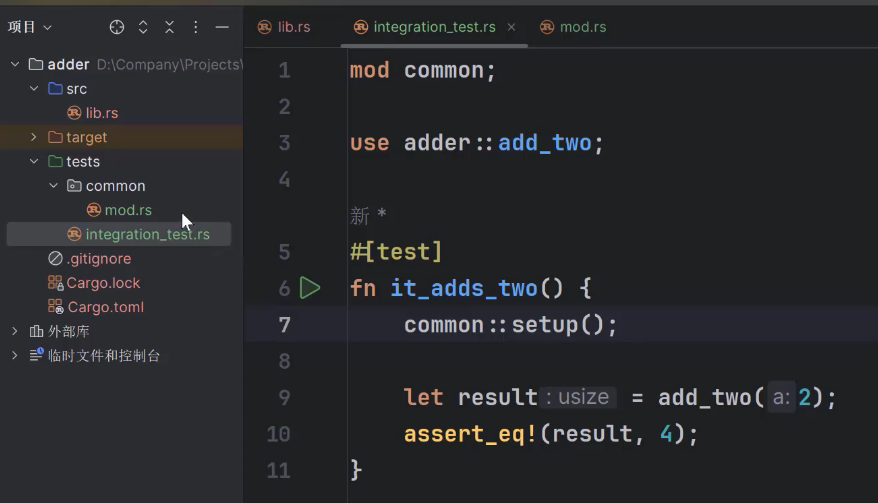 项目
lib.rs
integration_test.rs
mod.rs
adder D:\Company\Projects\
src
lib.rs
target
tests
common
mod.rs
integration_test.rs
.gitignore
Cargo.lock
Cargo.toml
外部库
临时文件和控制台
1 mod common;
2
3 use adder::add_two;
4
新 *
5 #[test]
6 fn it_adds_two() {
7 common::setup();
8
9 let result: usize = add_two(a: 2);
10 assert_eq!(result, 4);
11 }